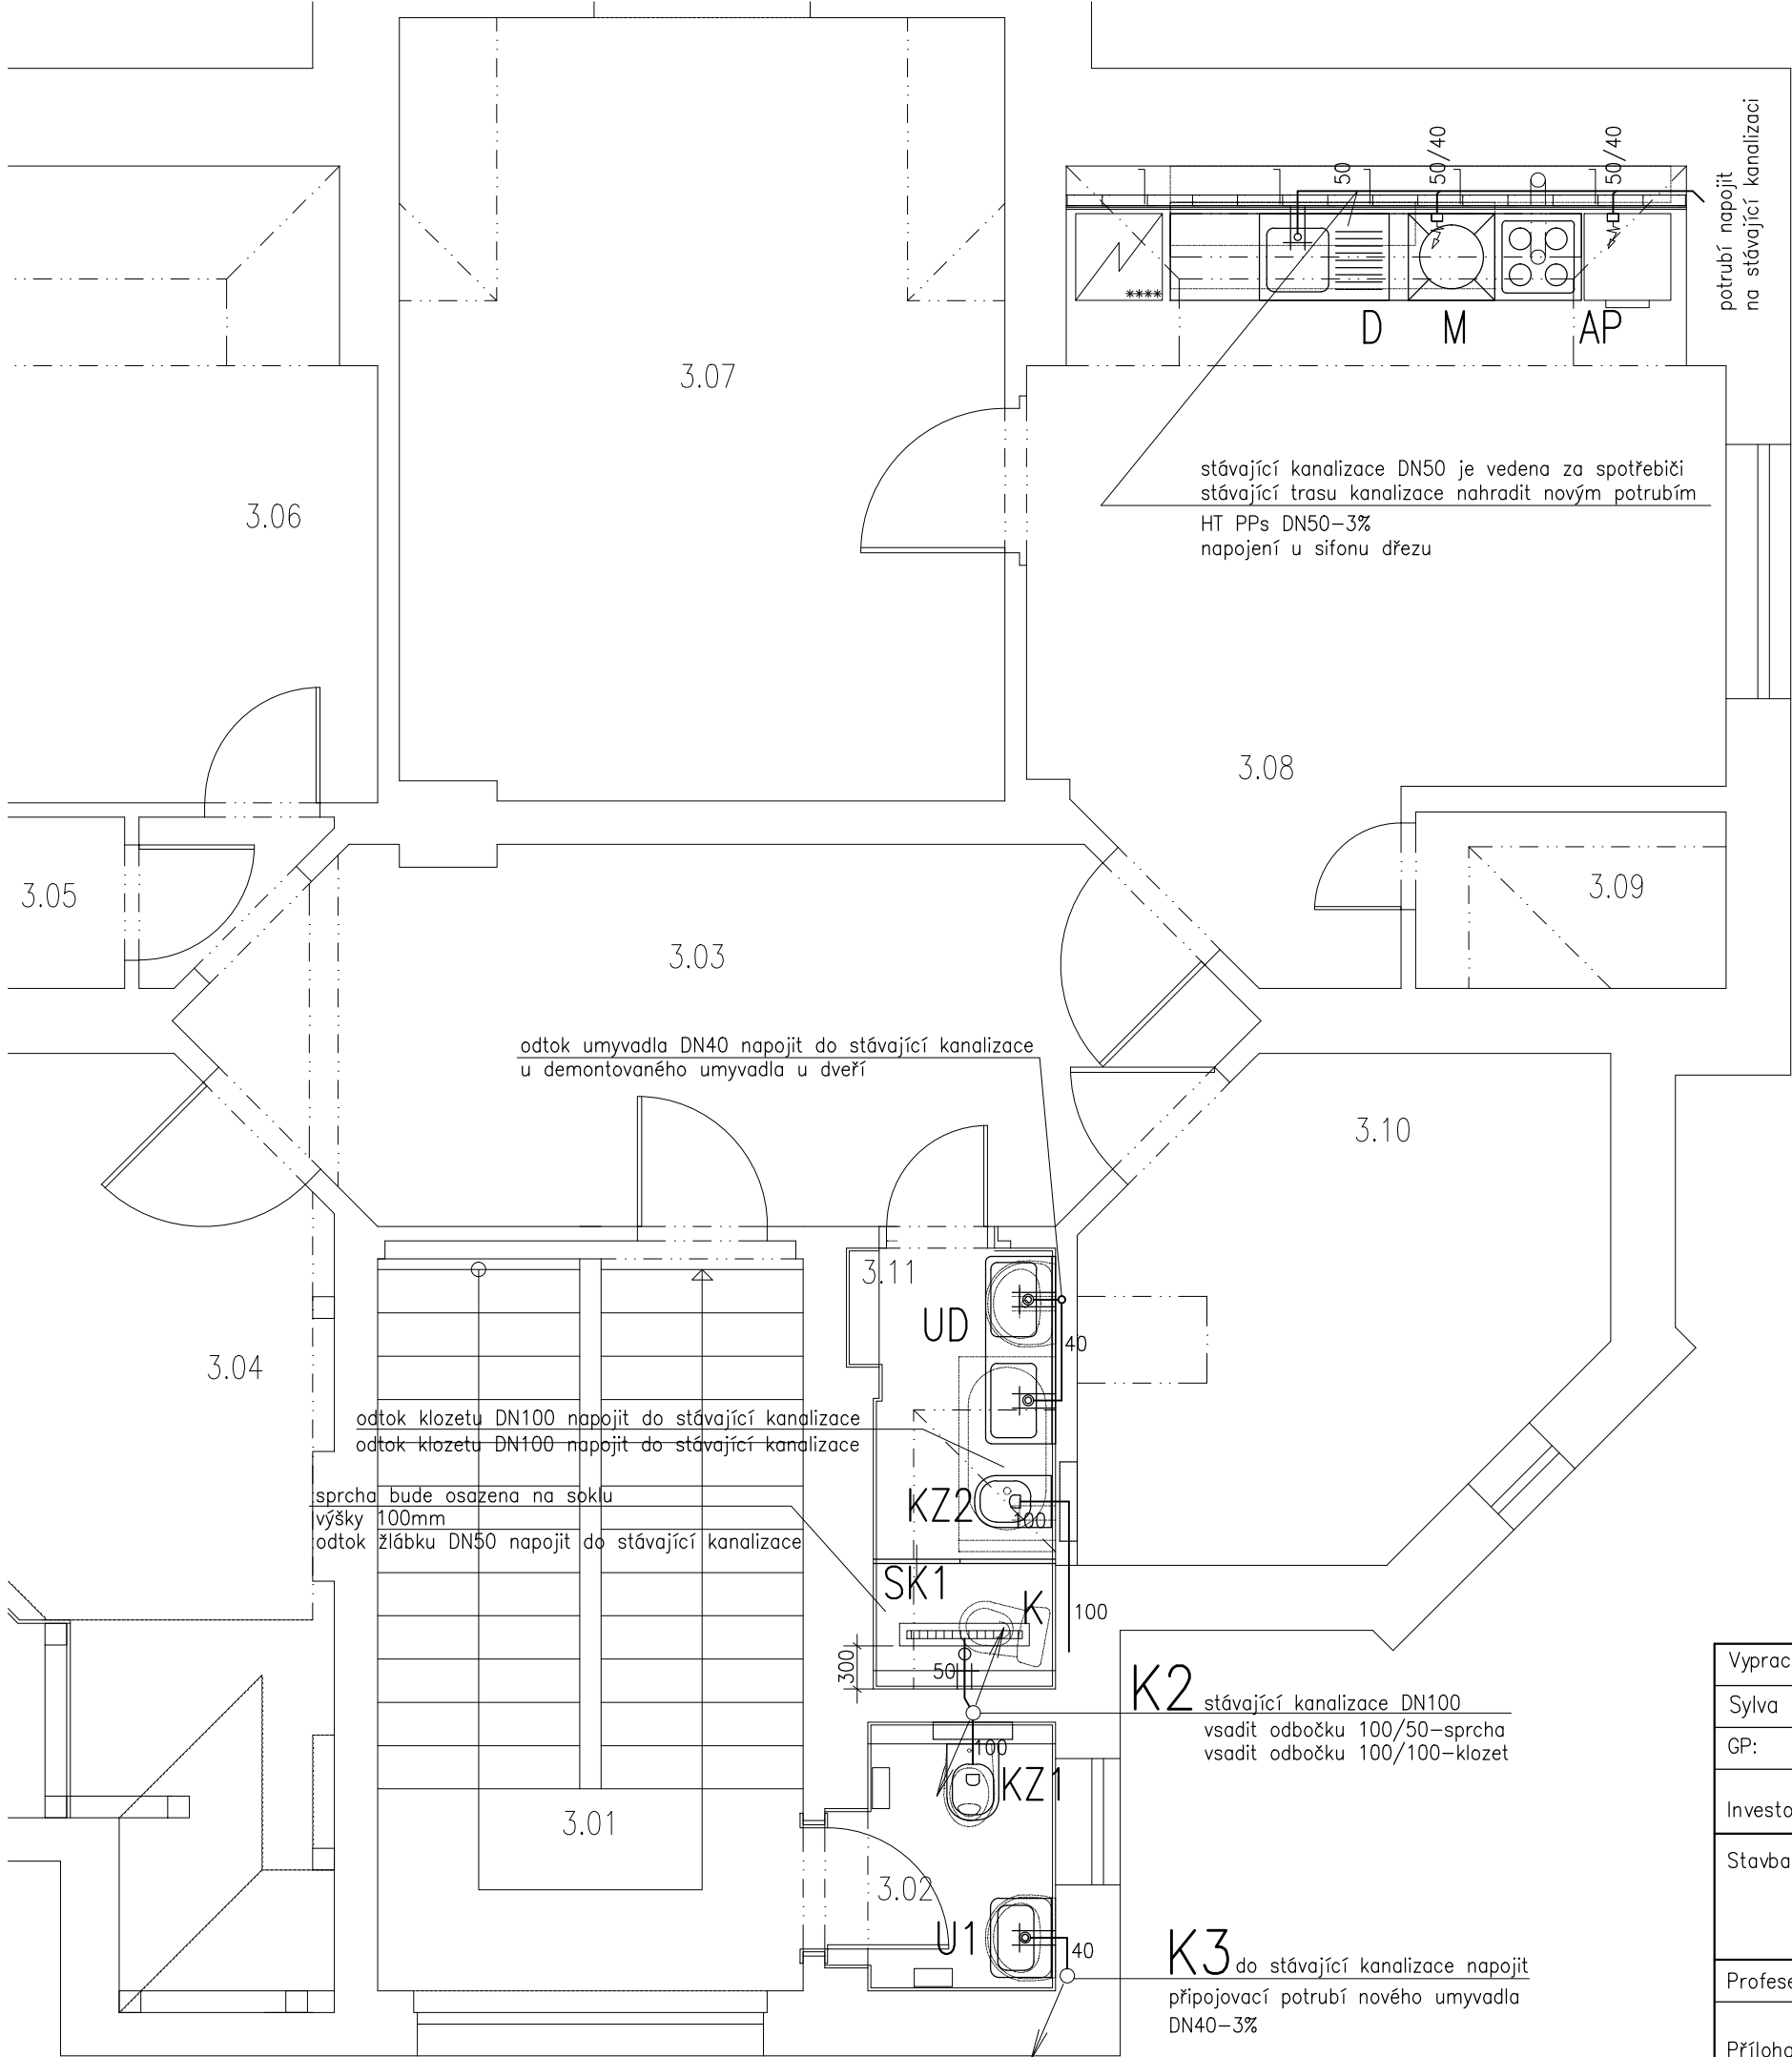 potrubí napojit
na stávající kanalizaci
50
50/40
50/40
****
D
M
AP
3.07
stávající kanalizace DN50 je vedena za spotřebiči
stávající trasu kanalizace nahradit novým potrubím
HT PPs DN50-3%
napojení u sifonu dřezu
3.06
3.08
3.05
3.09
3.03
odtok umyvadla DN40 napojit do stávající kanalizace
u demontovaného umyvadla u dveří
3.10
3.11
UD
40
3.04
odtok klozetu DN100 napojit do stávající kanalizace
odtok klozetu DN100 napojit do stávající kanalizace
KZ2
100
sprcha bude osazena na soklu
výšky 100mm
odtok žlábku DN50 napojit do stávající kanalizace
SK1
K
100
300
50
K2
stávající kanalizace DN100
vsadit odbočku 100/50-sprcha
vsadit odbočku 100/100-klozet
100
KZ1
3.01
3.02
U1
40
K3
do stávající kanalizace napojit
připojovací potrubí nového umyvadla
DN40-3%
Vyprac
Sylva
GP:
Investo
Stavba
Profese
Příloha